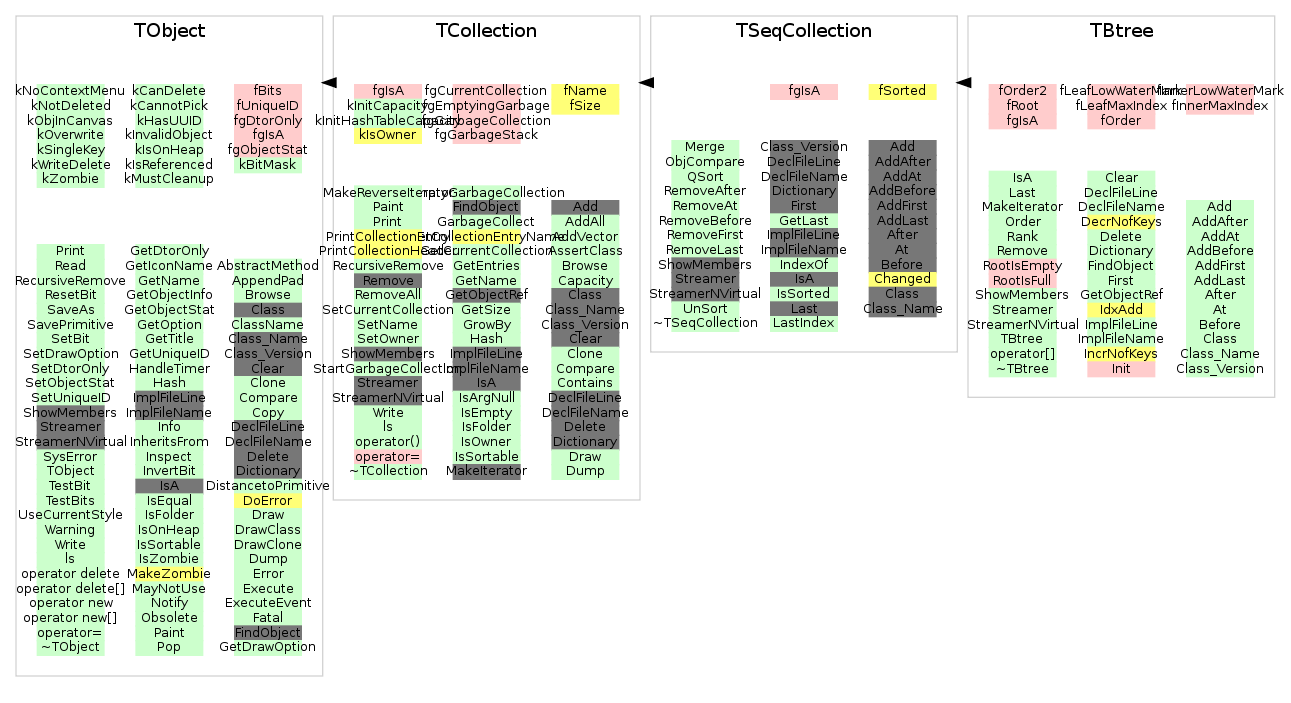 TObject
kNoContextMenu
kNotDeleted
kObjInCanvas
kOverwrite
kSingleKey
kWriteDelete
kZombie
kCanDelete
kCannotPick
kHasUUID
kInvalidObject
kIsOnHeap
kIsReferenced
kMustCleanup
fBits
fUniqueID
fgDtorOnly
fgIsA
fgObjectStat
kBitMask
Print
Read
RecursiveRemove
ResetBit
SaveAs
SavePrimitive
SetBit
SetDrawOption
SetDtorOnly
SetObjectStat
SetUniqueID
ShowMembers
Streamer
StreamerNVirtual
SysError
TObject
TestBit
TestBits
UseCurrentStyle
Warning
Write
ls
operator delete
operator delete[]
operator new
operator new[]
operator=
~TObject
GetDtorOnly
GetIconName
GetName
GetObjectInfo
GetObjectStat
GetOption
GetTitle
GetUniqueID
HandleTimer
Hash
ImplFileLine
ImplFileName
Info
InheritsFrom
Inspect
InvertBit
IsA
IsEqual
IsFolder
IsOnHeap
IsSortable
IsZombie
MakeZombie
MayNotUse
Notify
Obsolete
Paint
Pop
AbstractMethod
AppendPad
Browse
Class
ClassName
Class_Name
Class_Version
Clear
Clone
Compare
Copy
DeclFileLine
DeclFileName
Delete
Dictionary
DistancetoPrimitive
DoError
Draw
DrawClass
DrawClone
Dump
Error
Execute
ExecuteEvent
Fatal
FindObject
GetDrawOption
TCollection
fgIsA
kInitCapacity
kInitHashTableCapacity
kIsOwner
fgCurrentCollection
fgEmptyingGarbage
fgGarbageCollection
fgGarbageStack
fName
fSize
MakeReverseIterator
Paint
Print
PrintCollectionEntry
PrintCollectionHeader
RecursiveRemove
Remove
RemoveAll
SetCurrentCollection
SetName
SetOwner
ShowMembers
StartGarbageCollection
Streamer
StreamerNVirtual
Write
ls
operator()
operator=
~TCollection
EmptyGarbageCollection
FindObject
GarbageCollect
GetCollectionEntryName
GetCurrentCollection
GetEntries
GetName
GetObjectRef
GetSize
GrowBy
Hash
ImplFileLine
ImplFileName
IsA
IsArgNull
IsEmpty
IsFolder
IsOwner
IsSortable
MakeIterator
Add
AddAll
AddVector
AssertClass
Browse
Capacity
Class
Class_Name
Class_Version
Clear
Clone
Compare
Contains
DeclFileLine
DeclFileName
Delete
Dictionary
Draw
Dump
TSeqCollection
fgIsA
fSorted
Merge
ObjCompare
QSort
RemoveAfter
RemoveAt
RemoveBefore
RemoveFirst
RemoveLast
ShowMembers
Streamer
StreamerNVirtual
UnSort
~TSeqCollection
Class_Version
DeclFileLine
DeclFileName
Dictionary
First
GetLast
ImplFileLine
ImplFileName
IndexOf
IsA
IsSorted
Last
LastIndex
Add
AddAfter
AddAt
AddBefore
AddFirst
AddLast
After
At
Before
Changed
Class
Class_Name
TBtree
fOrder2
fRoot
fgIsA
fLeafLowWaterMark
fLeafMaxIndex
fOrder
fInnerLowWaterMark
fInnerMaxIndex
IsA
Last
MakeIterator
Order
Rank
Remove
RootIsEmpty
RootIsFull
ShowMembers
Streamer
StreamerNVirtual
TBtree
operator[]
~TBtree
Clear
DeclFileLine
DeclFileName
DecrNofKeys
Delete
Dictionary
FindObject
First
GetObjectRef
IdxAdd
ImplFileLine
ImplFileName
IncrNofKeys
Init
Add
AddAfter
AddAt
AddBefore
AddFirst
AddLast
After
At
Before
Class
Class_Name
Class_Version